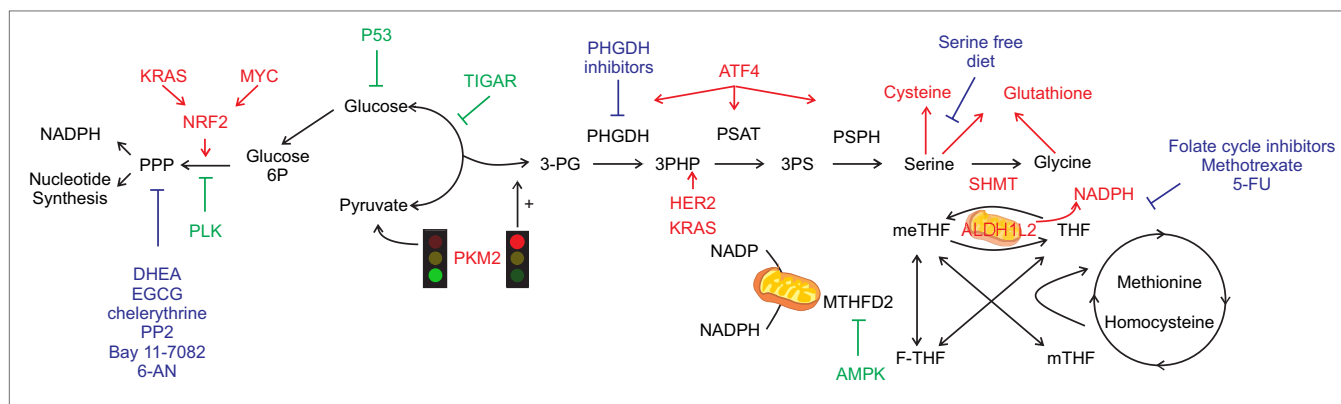 P53
KRAS
MYC
TIGAR
PHGDH
inhibitors
ATF4
Serine free
diet
Cysteine
Glutathione
Glucose
NRF2
NADPH
PPP
Glucose
6P
Nucleotide
Synthesis
PLK
Pyruvate
3-PG
PHGDH
3PHP
PSAT
3PS
PSPH
Serine
Glycine
SHMT
NADPH
Folate cycle inhibitors
Methotrexate
5-FU
HER2
KRAS
+
PKM2
meTHF
ALDH1L2
THF
NADP
MTHFD2
NADPH
AMPK
F-THF
mTHF
Methionine
Homocysteine
DHEA
EGCG
chelerythrine
PP2
Bay 11-7082
6-AN